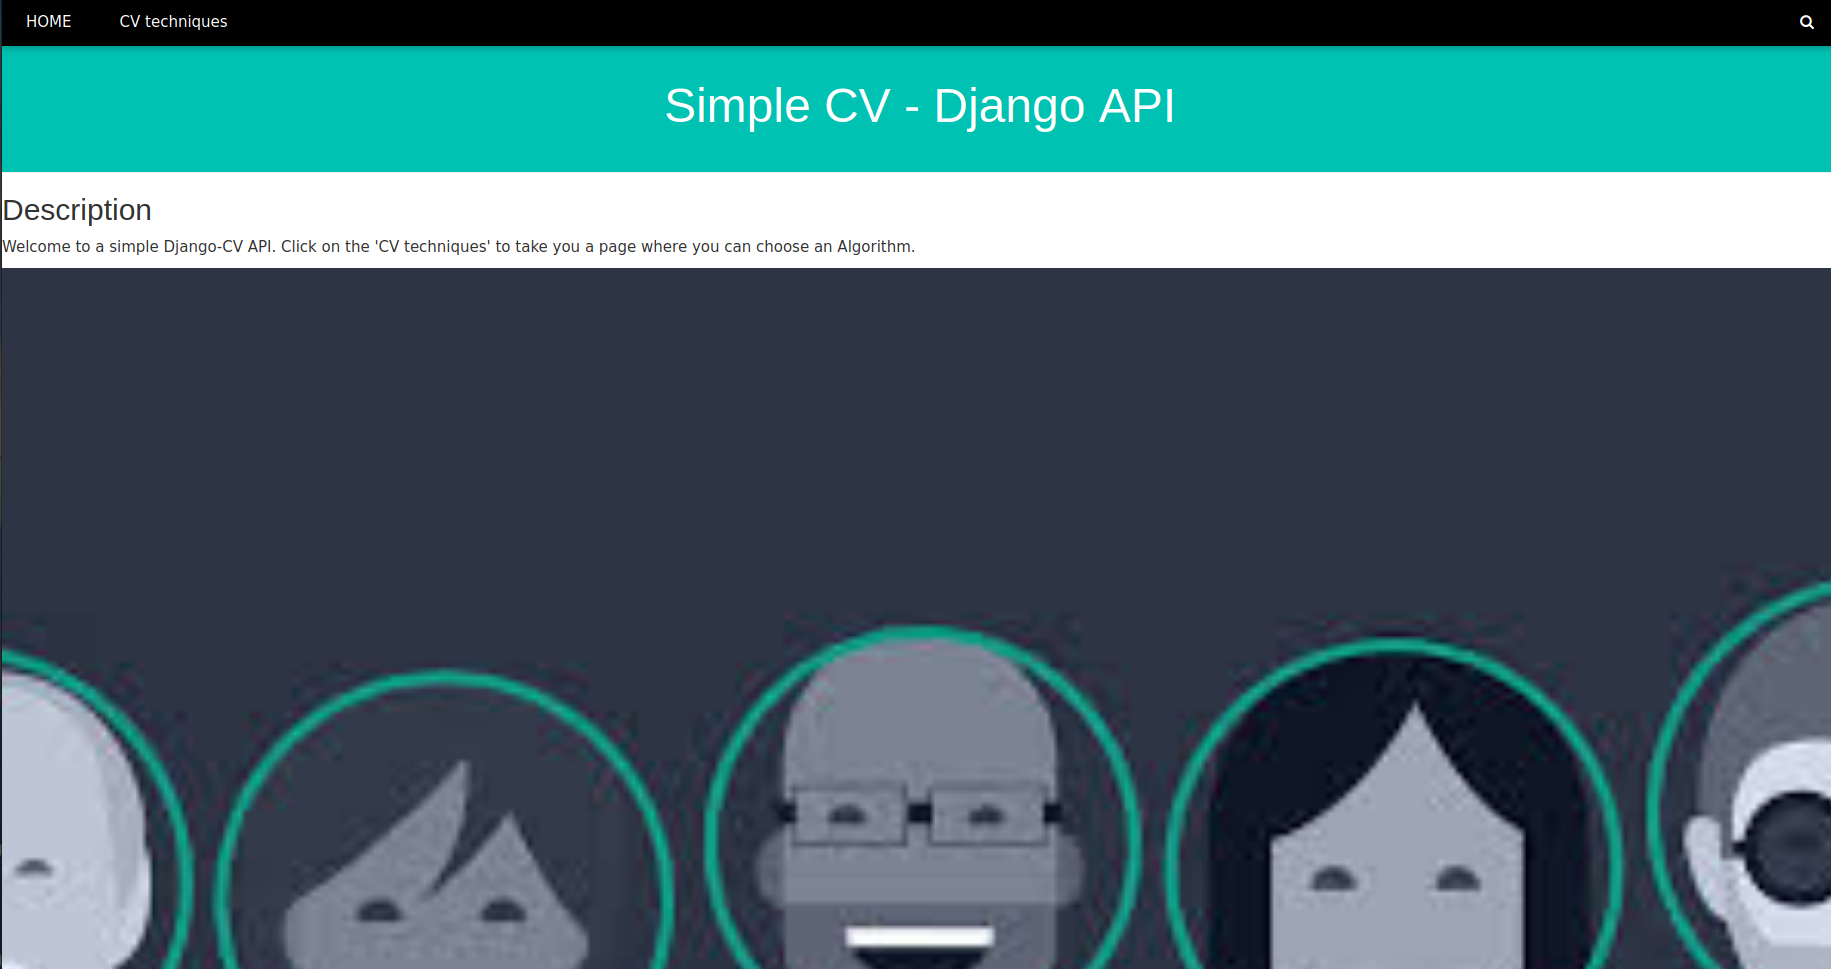 HOME
CV techniques
Simple CV - Django API
Description
Welcome to a simple Django-CV API. Click on the 'CV techniques' to take you a page where you can choose an Algorithm.